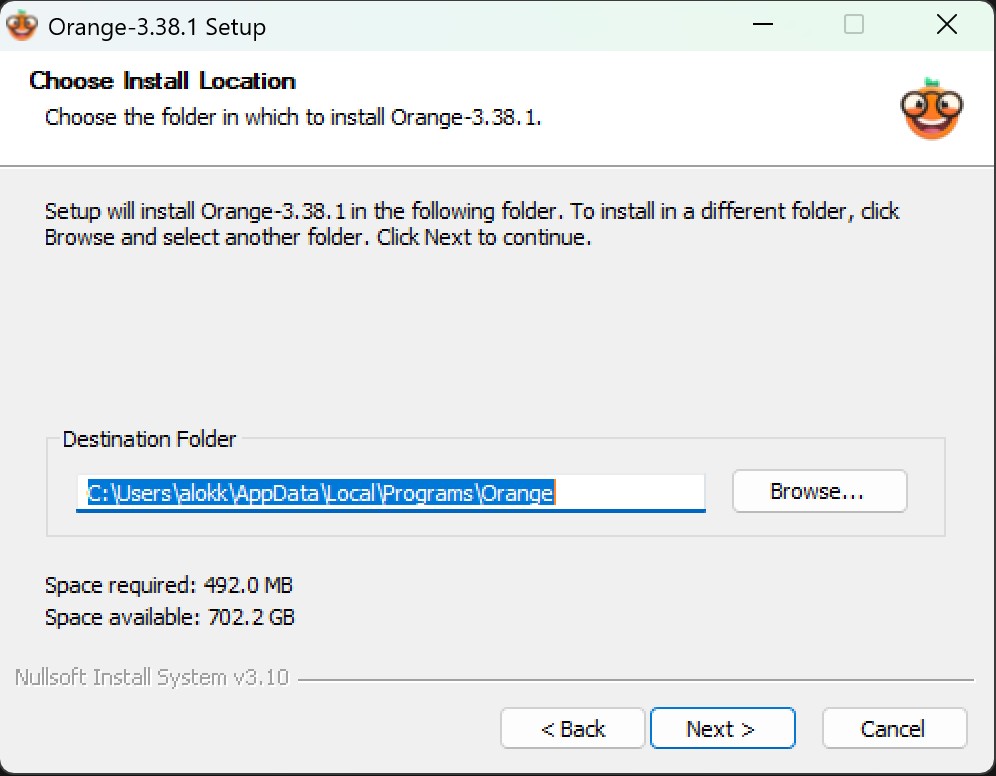 Orange-3.38.1 Setup
Choose Install Location
Choose the folder in which to install Orange-3.38.1.
Setup will install Orange-3.38.1 in the following folder. To install in a different folder, click
Browse and select another folder. Click Next to continue.
Destination Folder
C:\Users\alokk\AppData\Local\Programs\Orange
Browse...
Space required: 492.0 MB
Space available: 702.2 GB
Nullsoft Install System v3.10
< Back
Next >
Cancel